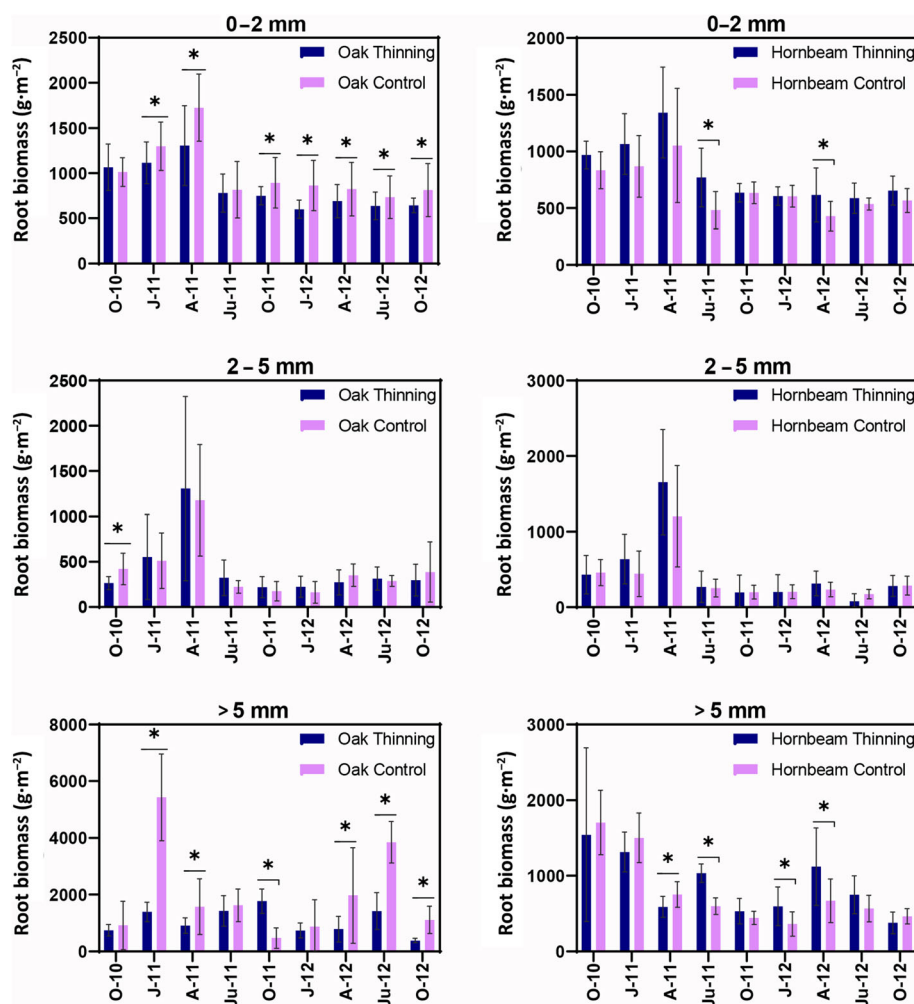 0–2 mm
Root biomass (g·m⁻²)
2500
2000
1500
1000
500
0
Oak Thinning
Oak Control
*
*
*
*
*
*
*
O-10
J-11
A-11
Ju-11
O-11
J-12
A-12
Ju-12
O-12
0–2 mm
Root biomass (g·m⁻²)
2000
1500
1000
500
0
Hornbeam Thinning
Hornbeam Control
*
*
O-10
J-11
A-11
Ju-11
O-11
J-12
A-12
Ju-12
O-12
2 – 5 mm
Root biomass (g·m⁻²)
2500
2000
1500
1000
500
0
Oak Thinning
Oak Control
*
O-10
J-11
A-11
Ju-11
O-11
J-12
A-12
Ju-12
O-12
2 – 5 mm
Root biomass (g·m⁻²)
3000
2000
1000
0
Hornbeam Thinning
Hornbeam Control
O-10
J-11
A-11
Ju-11
O-11
J-12
A-12
Ju-12
O-12
> 5 mm
Root biomass (g·m⁻²)
8000
6000
4000
2000
0
Oak Thinning
Oak Control
*
*
*
*
*
*
O-10
J-11
A-11
Ju-11
O-11
J-12
A-12
Ju-12
O-12
> 5 mm
Root biomass (g·m⁻²)
3000
2000
1000
0
Hornbeam Thinning
Hornbeam Control
*
*
*
*
O-10
J-11
A-11
Ju-11
O-11
J-12
A-12
Ju-12
O-12